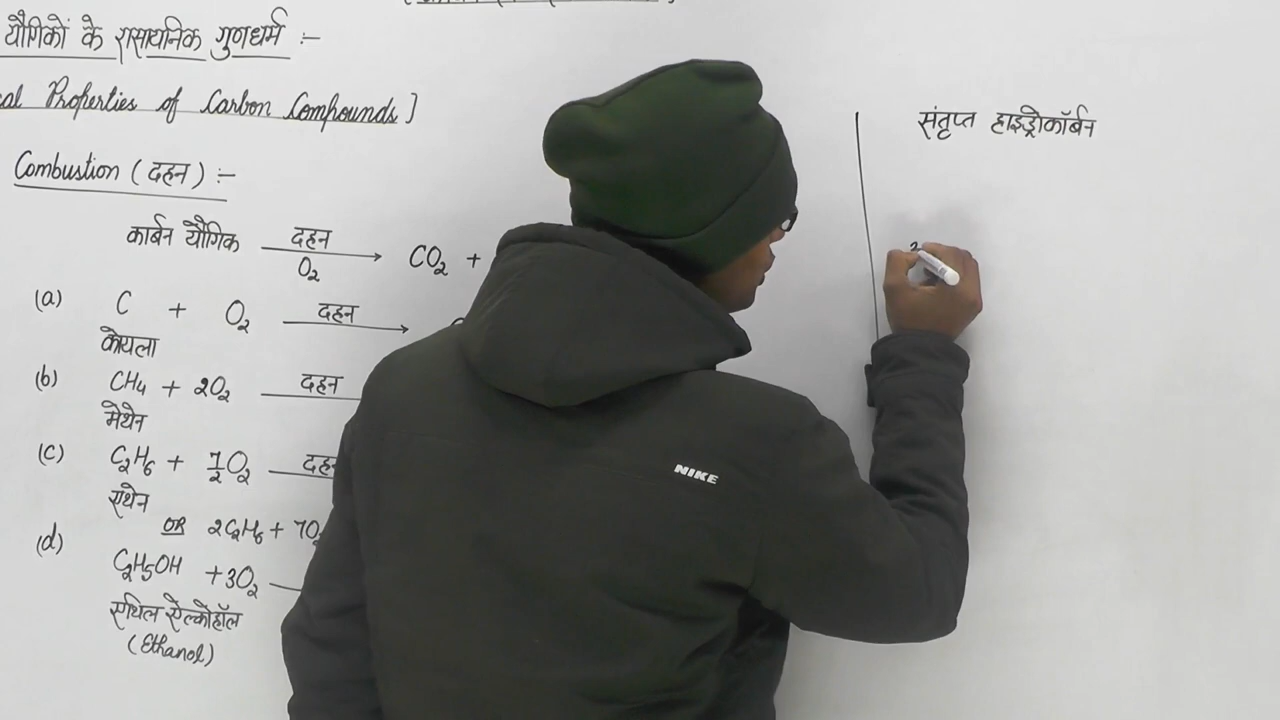 यौगिकों के रासायनिक गुणधर्म :-
Properties of Carbon Compounds]
Combustion (दहन) :-
कार्बन यौगिक दहन O₂ → CO₂ +
(a) C + O₂ दहन →
कोयला
(b) CH₄ + 2O₂ दहन
मेथेन
(c) C₂H₆ + 7/2 O₂ दहन
एथेन
OR 2C₂H₆ + 7O₂
(d) C₂H₅OH + 3O₂
एथिल ऐल्कोहॉल
(Ethanol)
संतृप्त हाइड्रोकॉर्बन
NIKE